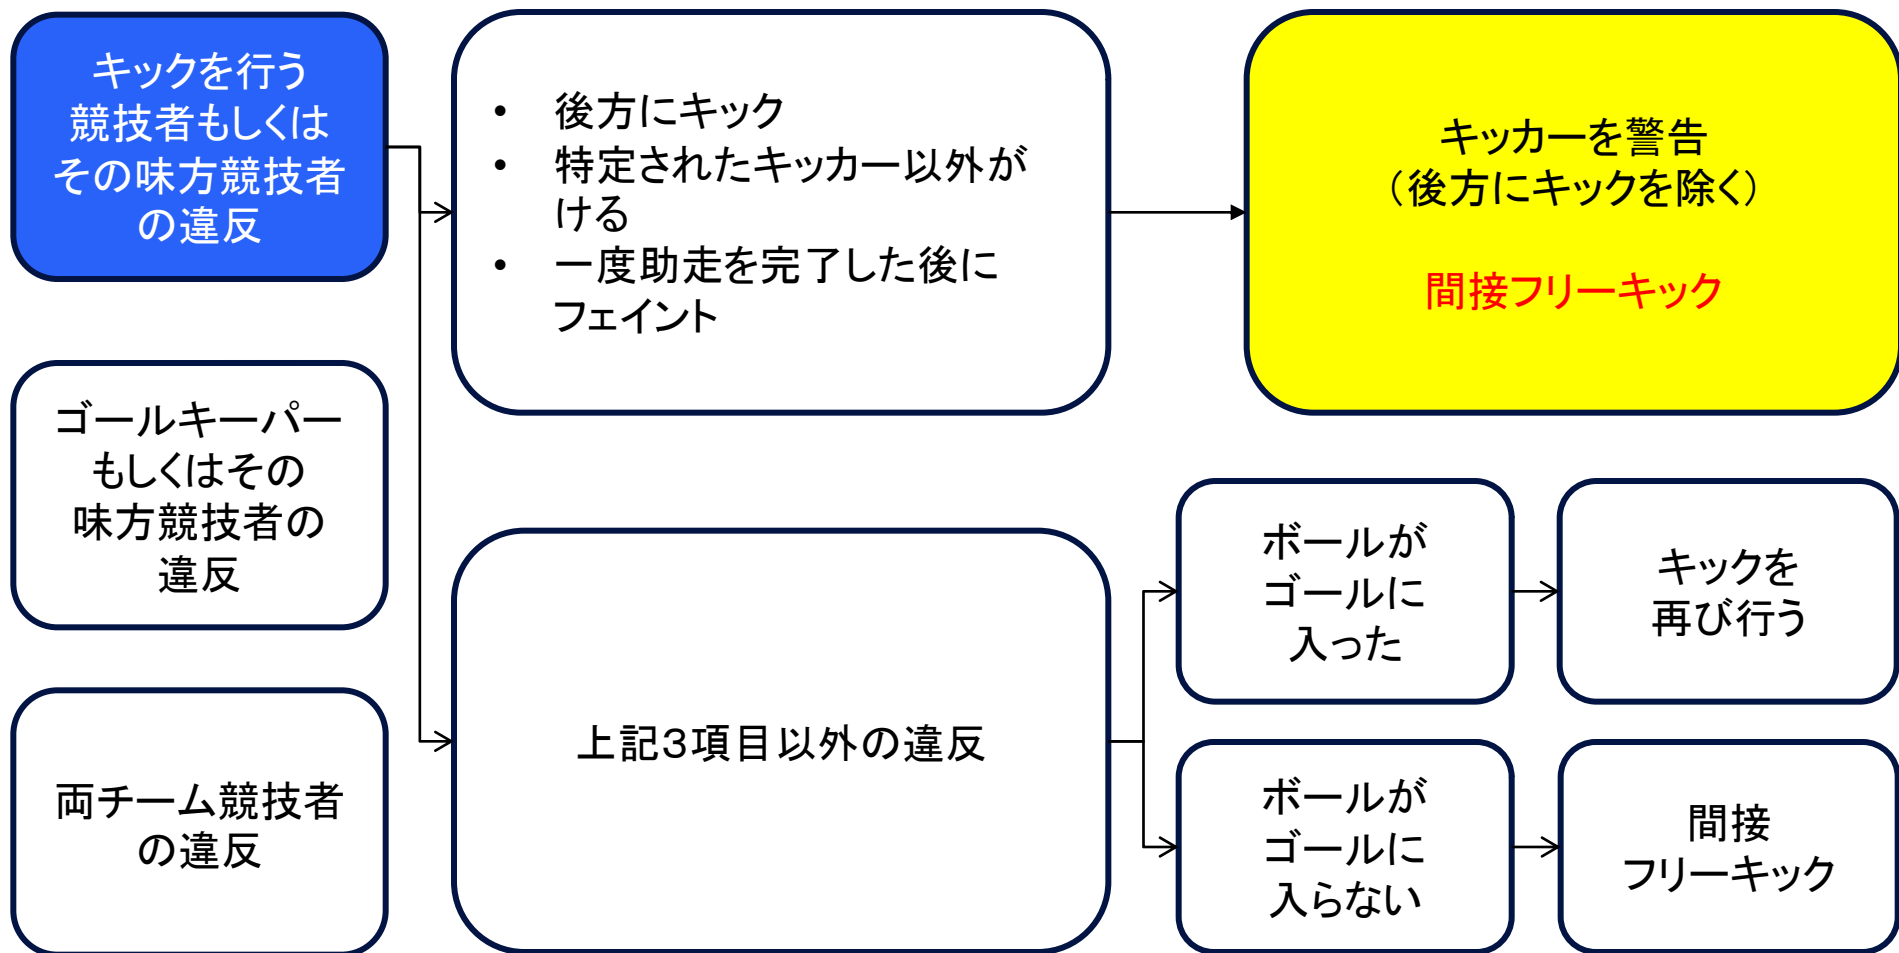 キックを行う
競技者もしくは
その味方競技者
の違反
• 後方にキック
• 特定されたキッカー以外が
ける
• 一度助走を完了した後に
フェイント
キッカーを警告
（後方にキックを除く）
間接フリーキック
ゴールキーパー
もしくはその
味方競技者の
違反
両チーム競技者
の違反
上記3項目以外の違反
ボールが
ゴールに
入った
キックを
再び行う
ボールが
ゴールに
入らない
間接
フリーキック